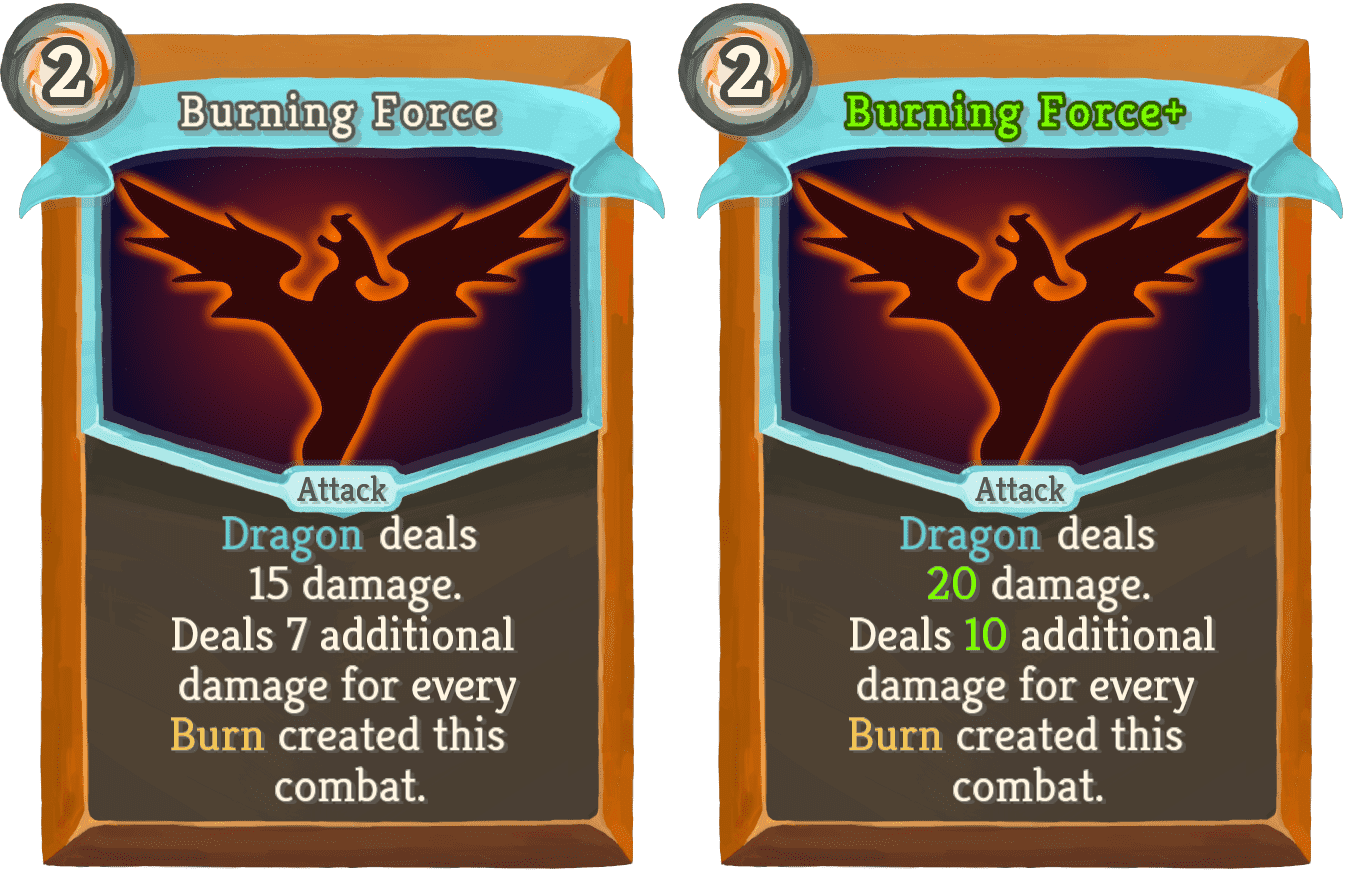 2
Burning Force
Attack
Dragon deals
15 damage.
Deals 7 additional
damage for every
Burn created this
combat.
2
Burning Force+
Attack
Dragon deals
20 damage.
Deals 10 additional
damage for every
Burn created this
combat.